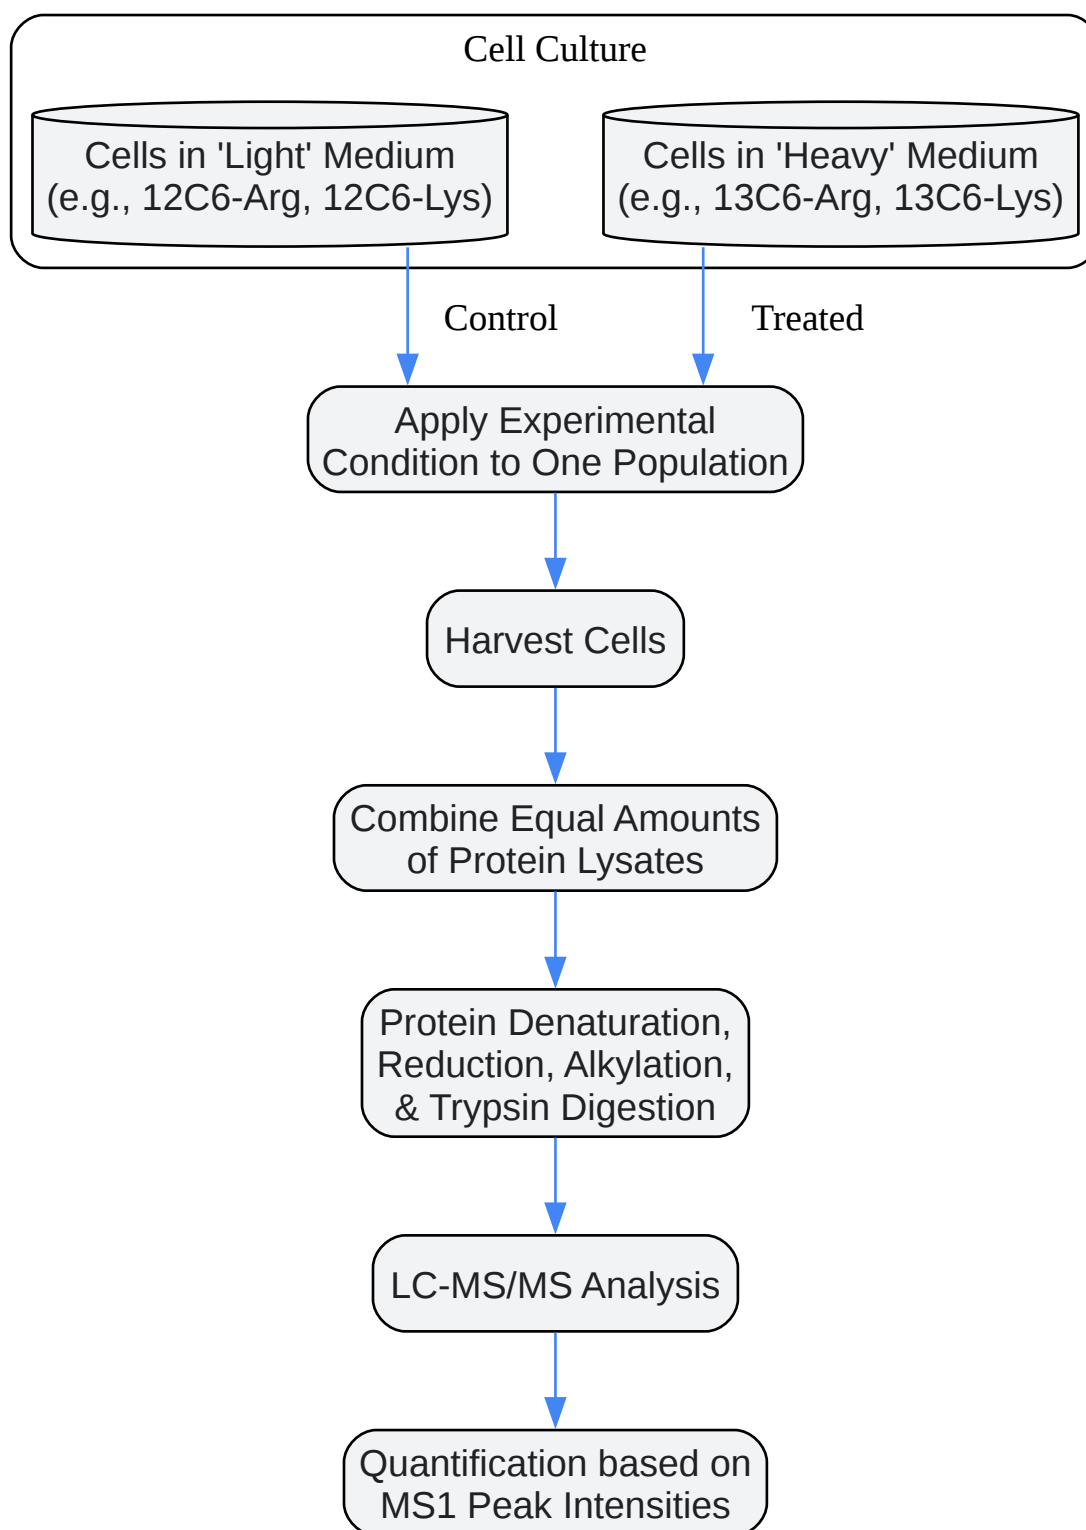 Cell Culture
Cells in 'Light' Medium
(e.g., 12C6-Arg, 12C6-Lys)
Cells in 'Heavy' Medium
(e.g., 13C6-Arg, 13C6-Lys)
Control
Treated
Apply Experimental
Condition to One Population
Harvest Cells
Combine Equal Amounts
of Protein Lysates
Protein Denaturation,
Reduction, Alkylation,
& Trypsin Digestion
LC-MS/MS Analysis
Quantification based on
MS1 Peak Intensities